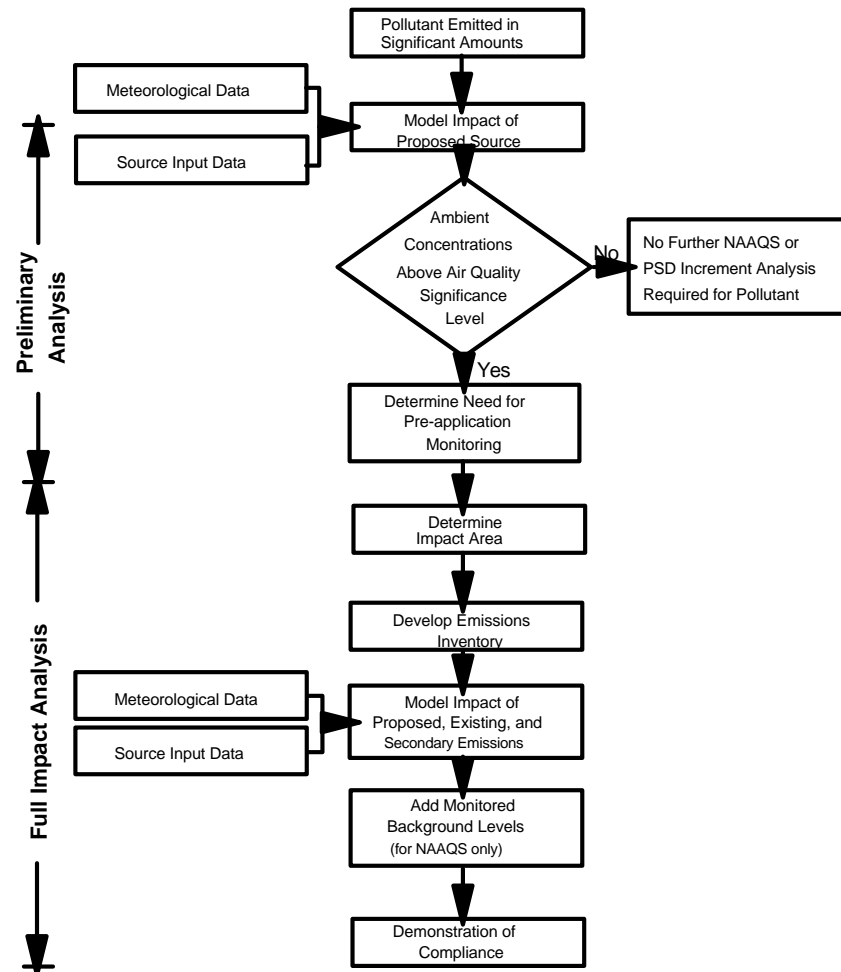 Pollutant Emitted in
Significant Amounts
Meteorological Data
Source Input Data
Model Impact of
Proposed Source
Ambient
Concentrations
Above Air Quality
Significance
Level
No
No Further NAAQS or
PSD Increment Analysis
Required for Pollutant
Yes
Preliminary
Analysis
Determine Need for
Pre-application
Monitoring
Determine
Impact Area
Develop Emissions
Inventory
Full Impact Analysis
Meteorological Data
Source Input Data
Model Impact of
Proposed, Existing, and
Secondary Emissions
Add Monitored
Background Levels
(for NAAQS only)
Demonstration of
Compliance